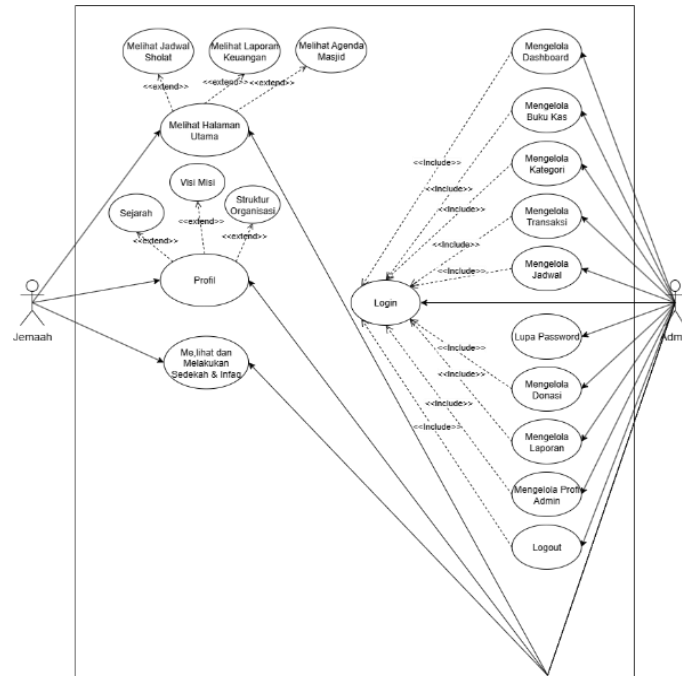 Melihat Jadwal
Sholat
Melihat Laporan
Keuangan
Melihat Agenda
Masjid
<<extend>>
<<extend>>
<<extend>>
Melihat Halaman
Utama
Visi Misi
Sejarah
Struktur
Organisasi
<<extend>>
<<extend>>
<<extend>>
Profil
Jemaah
Me,lihat dan
Melakukan
Sedekah & Infaq
Mengelola
Dashboard
Mengelola
Buku Kas
<<Include>>
Mengelola
Kategori
<<Include>>
<<Include>>
Mengelola
Transaksi
<<Include>>
Mengelola
Jadwal
<<Include>>
Login
Adm
Lupa Password
<<Include>>
Mengelola
Donasi
<<Include>>
<<Include>>
Mengelola
Laporan
<<Include>>
Mengelola Profil
Admin
Logout